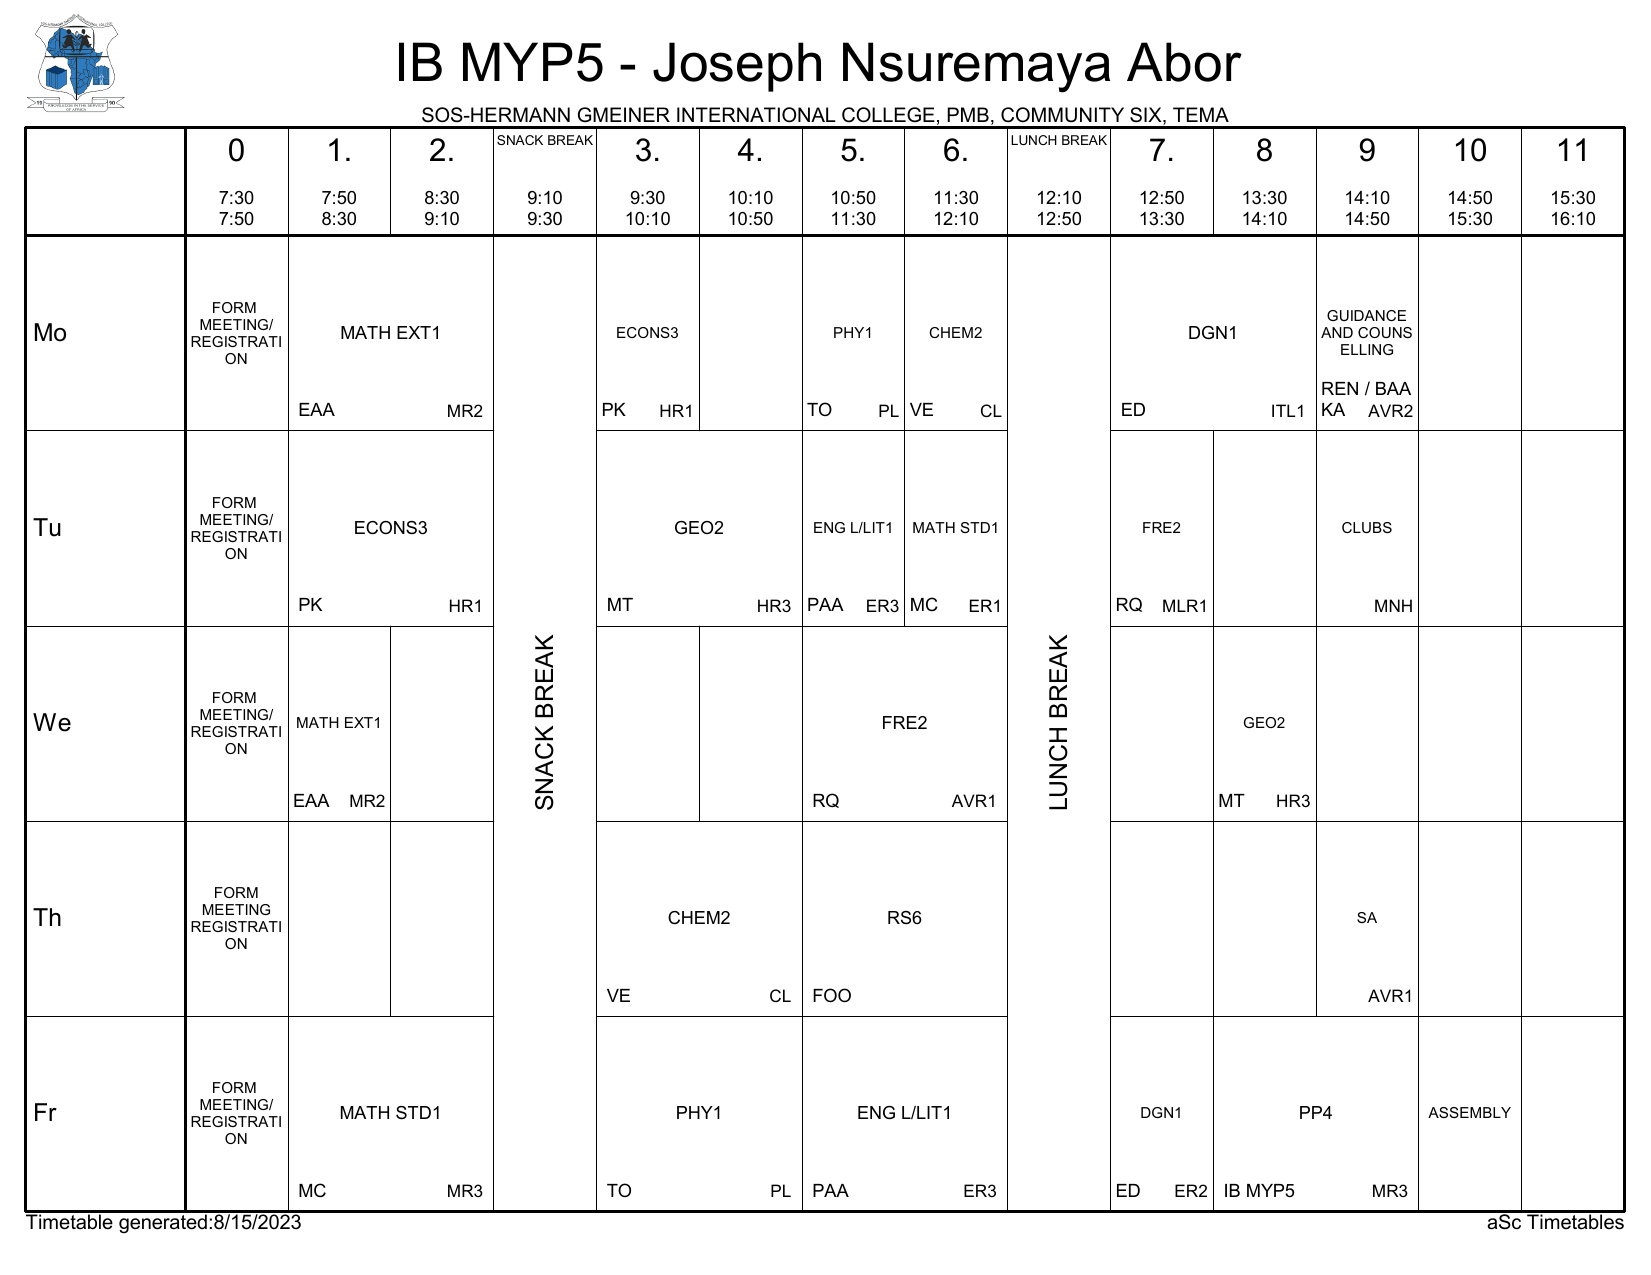 IB MYP5 - Joseph Nsuremaya Abor
SOS-HERMANN GMEINER INTERNATIONAL COLLEGE, PMB, COMMUNITY SIX, TEMA
KNOWLEDGE IN THE SERVICE
OF AFRICA
19 90
0 1. 2. SNACK BREAK 3. 4. 5. 6. LUNCH BREAK 7. 8 9 10 11
7:30 7:50 8:30 9:10 9:30 10:10 10:50 11:30 12:10 12:50 13:30 14:10 14:50 15:30
7:50 8:30 9:10 9:30 10:10 10:50 11:30 12:10 12:50 13:30 14:10 14:50 15:30 16:10
SNACK BREAK
LUNCH BREAK
Mo
FORM
MEETING/
REGISTRATI
ON
MATH EXT1
EAA MR2
ECONS3
PK HR1
PHY1
TO PL
CHEM2
VE CL
DGN1
ED ITL1
GUIDANCE
AND COUNS
ELLING
REN / BAA
KA AVR2
Tu
FORM
MEETING/
REGISTRATI
ON
ECONS3
PK HR1
GEO2
MT HR3
ENG L/LIT1
PAA ER3
MATH STD1
MC ER1
FRE2
RQ MLR1
CLUBS
MNH
We
FORM
MEETING/
REGISTRATI
ON
MATH EXT1
EAA MR2
FRE2
RQ AVR1
GEO2
MT HR3
Th
FORM
MEETING
REGISTRATI
ON
CHEM2
VE CL
RS6
FOO
SA
AVR1
Fr
FORM
MEETING/
REGISTRATI
ON
MATH STD1
MC MR3
PHY1
TO PL
ENG L/LIT1
PAA ER3
DGN1
ED ER2
PP4
IB MYP5 MR3
ASSEMBLY
Timetable generated:8/15/2023
aSc Timetables